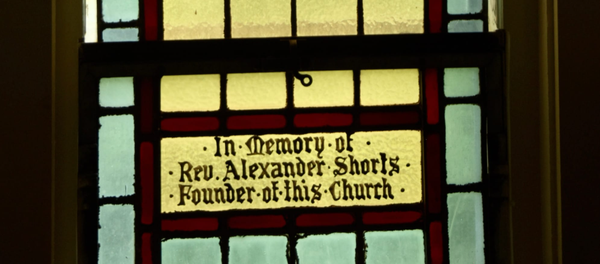 · In · Memory · of ·
· Rev. Alexander · Shorts ·
· Founder · of · this · Church ·